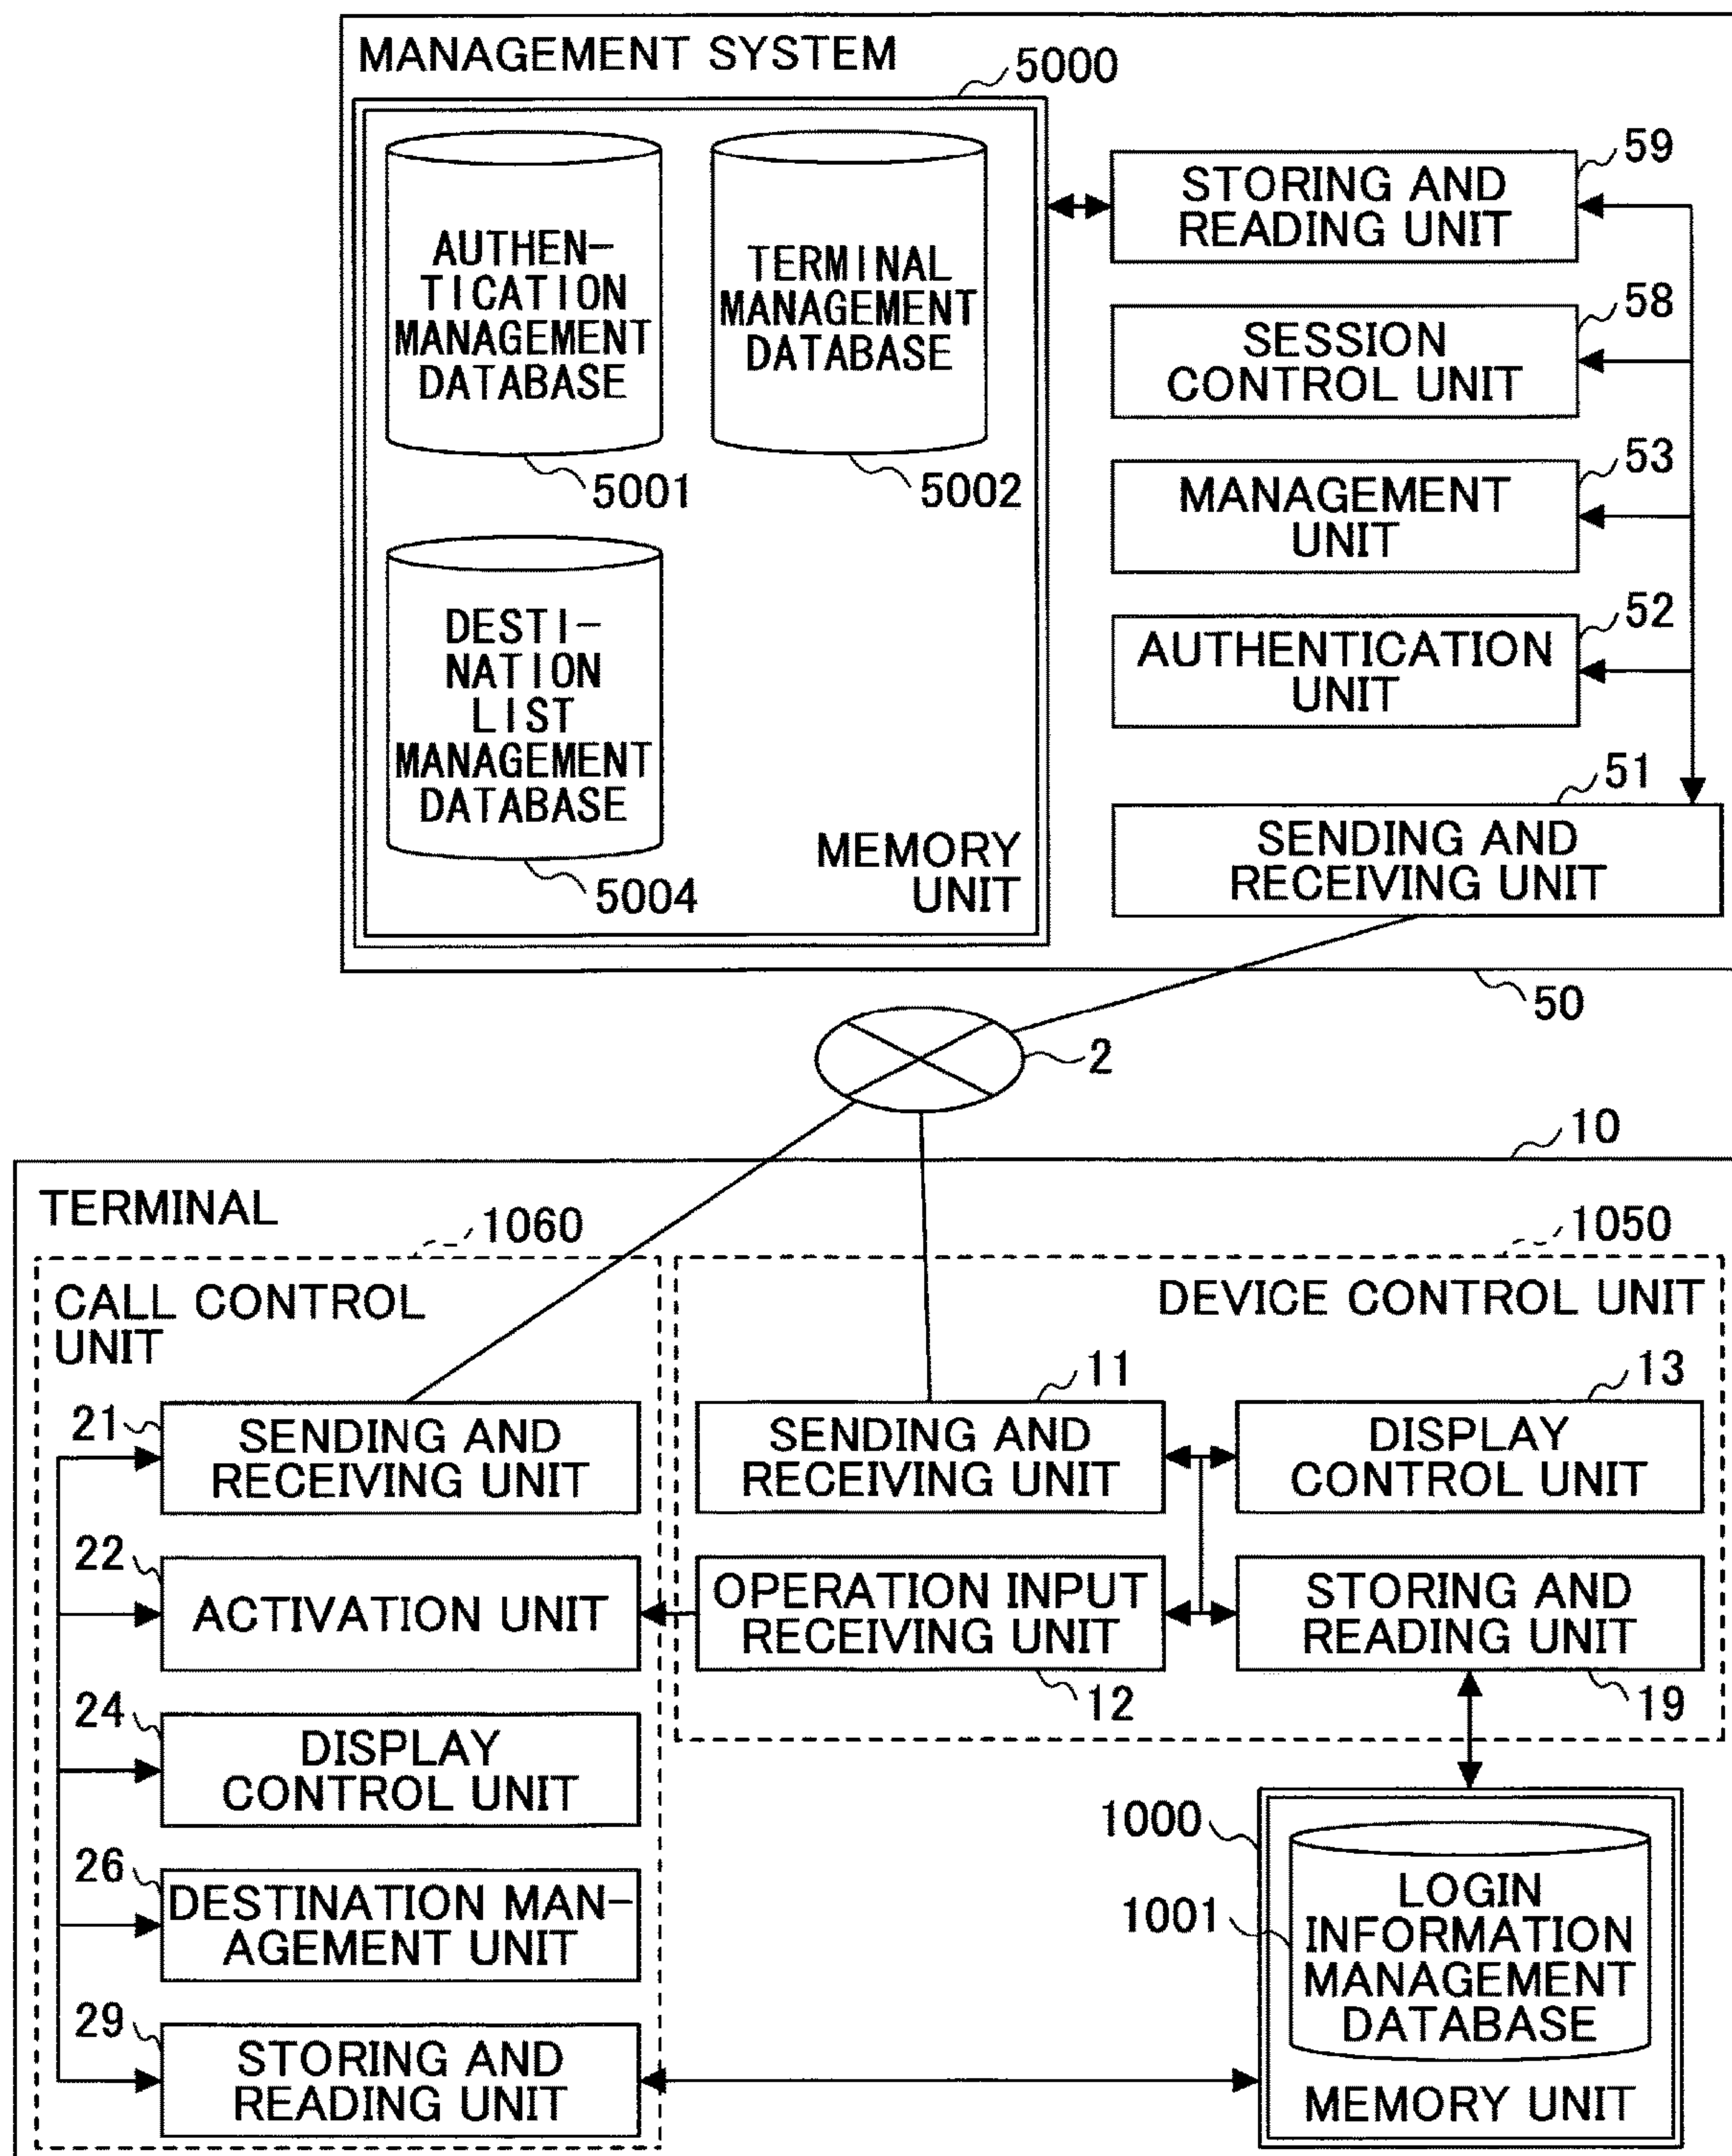 MANAGEMENT SYSTEM
5000
AUTHEN-
TICATION
MANAGEMENT
DATABASE
5001
TERMINAL
MANAGEMENT
DATABASE
5002
DESTI-
NATION
LIST
MANAGEMENT
DATABASE
5004
MEMORY
UNIT
59
STORING AND
READING UNIT
58
SESSION
CONTROL UNIT
53
MANAGEMENT
UNIT
52
AUTHENTICATION
UNIT
51
SENDING AND
RECEIVING UNIT
50
2
10
TERMINAL
1060
CALL CONTROL
UNIT
21
SENDING AND
RECEIVING UNIT
22
ACTIVATION UNIT
24
DISPLAY
CONTROL UNIT
26
DESTINATION MAN-
AGEMENT UNIT
29
STORING AND
READING UNIT
1050
DEVICE CONTROL UNIT
11
SENDING AND
RECEIVING UNIT
13
DISPLAY
CONTROL UNIT
OPERATION INPUT
RECEIVING UNIT
12
STORING AND
READING UNIT
19
1000
1001
LOGIN
INFORMATION
MANAGEMENT
DATABASE
MEMORY UNIT